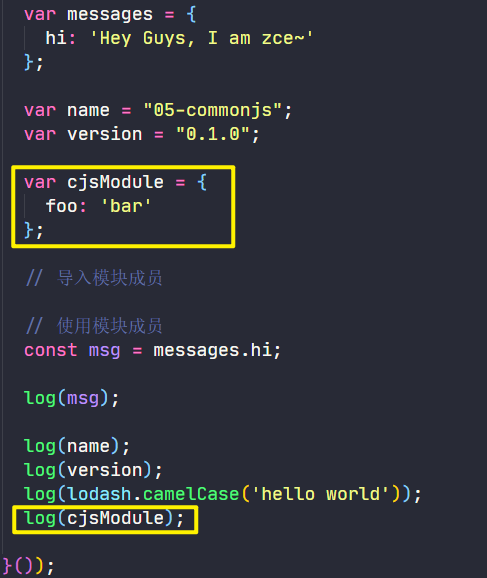 var messages = {
  hi: 'Hey Guys, I am zce~'
};
var name = "05-commonjs";
var version = "0.1.0";
var cjsModule = {
  foo: 'bar'
};
// 导入模块成员
// 使用模块成员
const msg = messages.hi;
log(msg);
log(name);
log(version);
log(lodash.camelCase('hello world'));
log(cjsModule);
}());